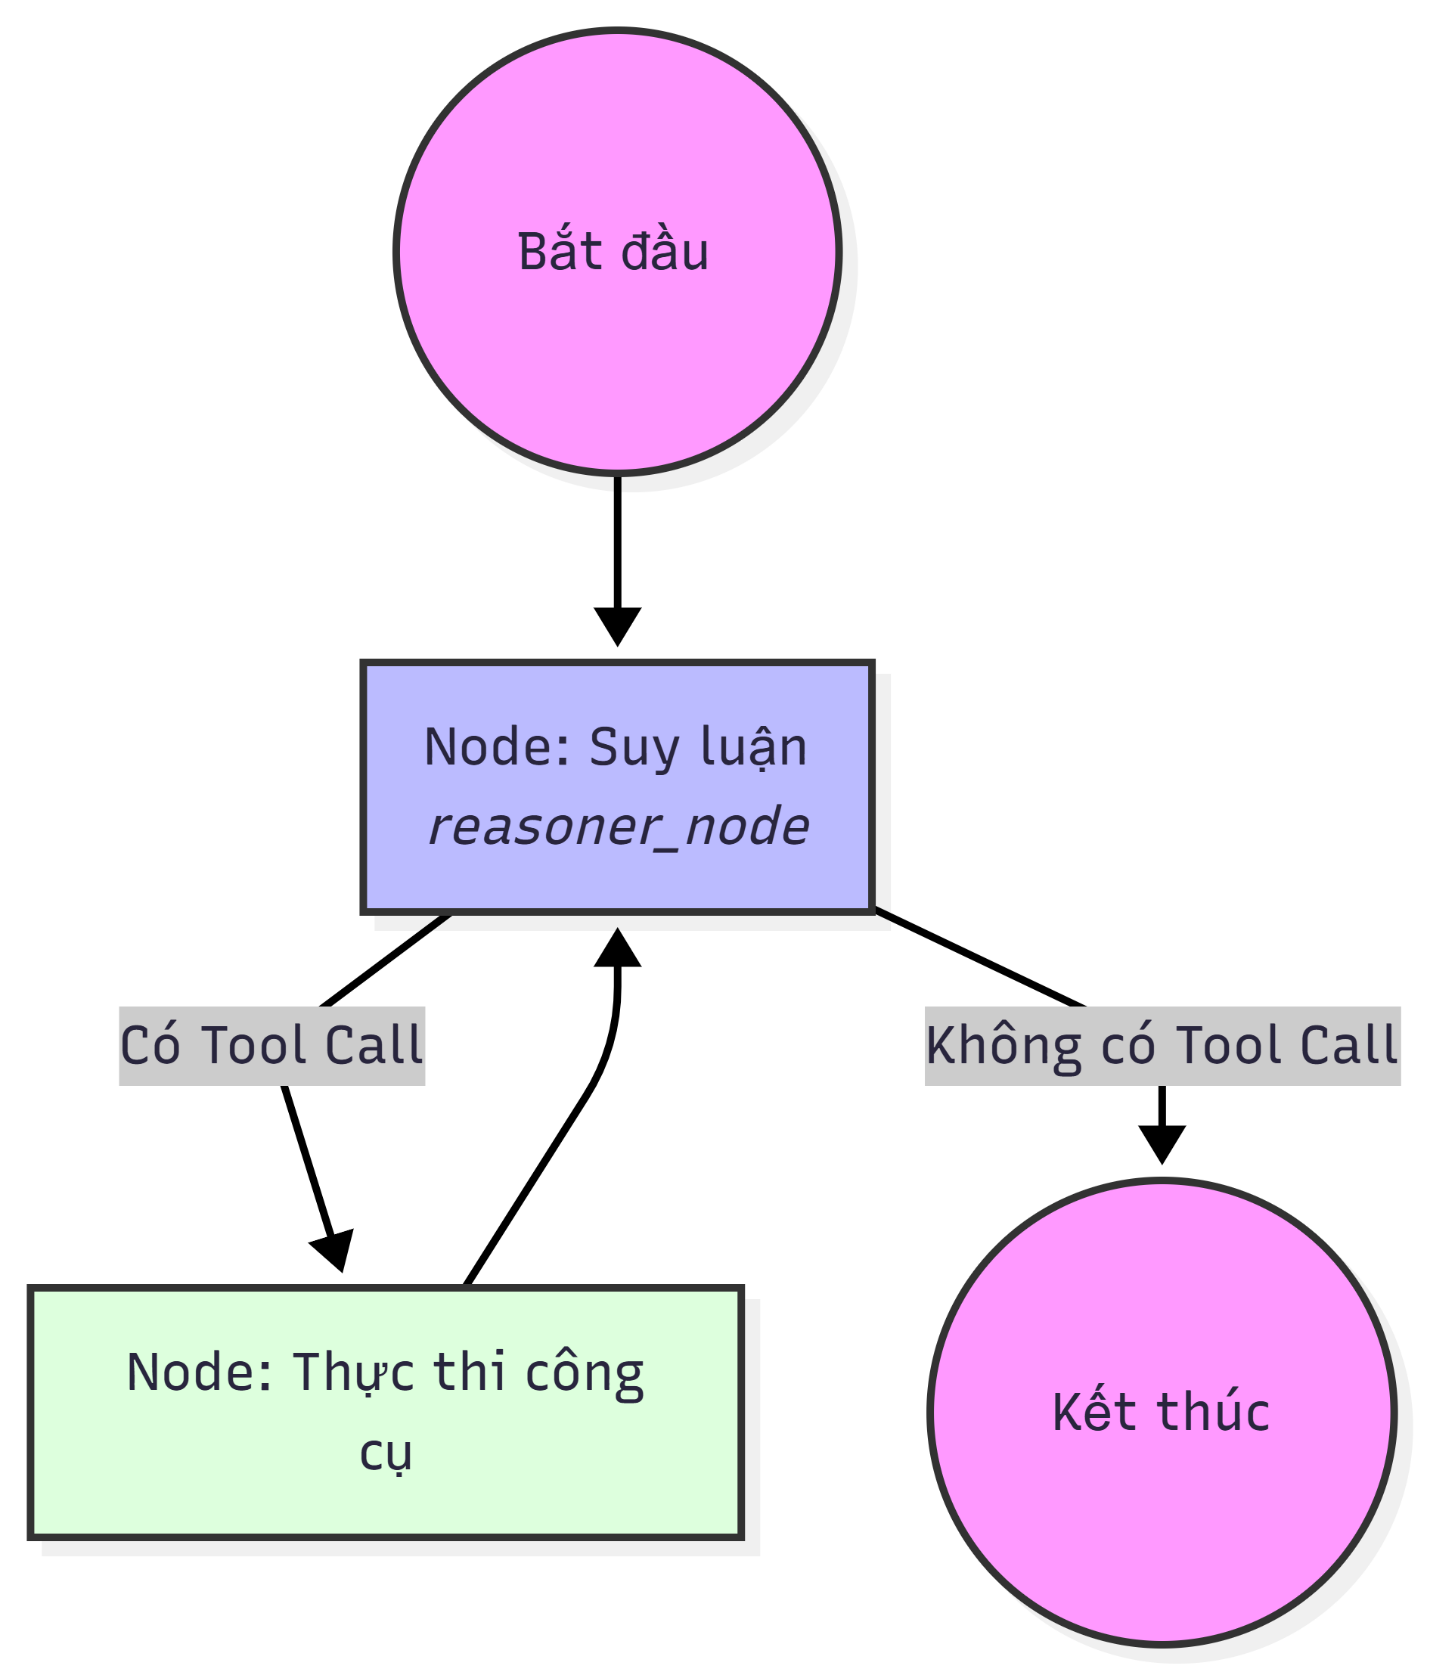 Bắt đầu
Node: Suy luận
reasoner_node
Có Tool Call
Không có Tool Call
Node: Thực thi công
cụ
Kết thúc